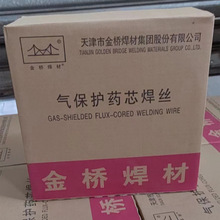 天津市金桥焊材集团股份有限公司
TIANJIN GOLDEN BRIDGE WELDING MATERIALS GROUP CO.,LTD.
金桥焊材
气保护药芯焊丝
GAS-SHIELDED FLUX-CORED WELDING WIRE
金桥焊材